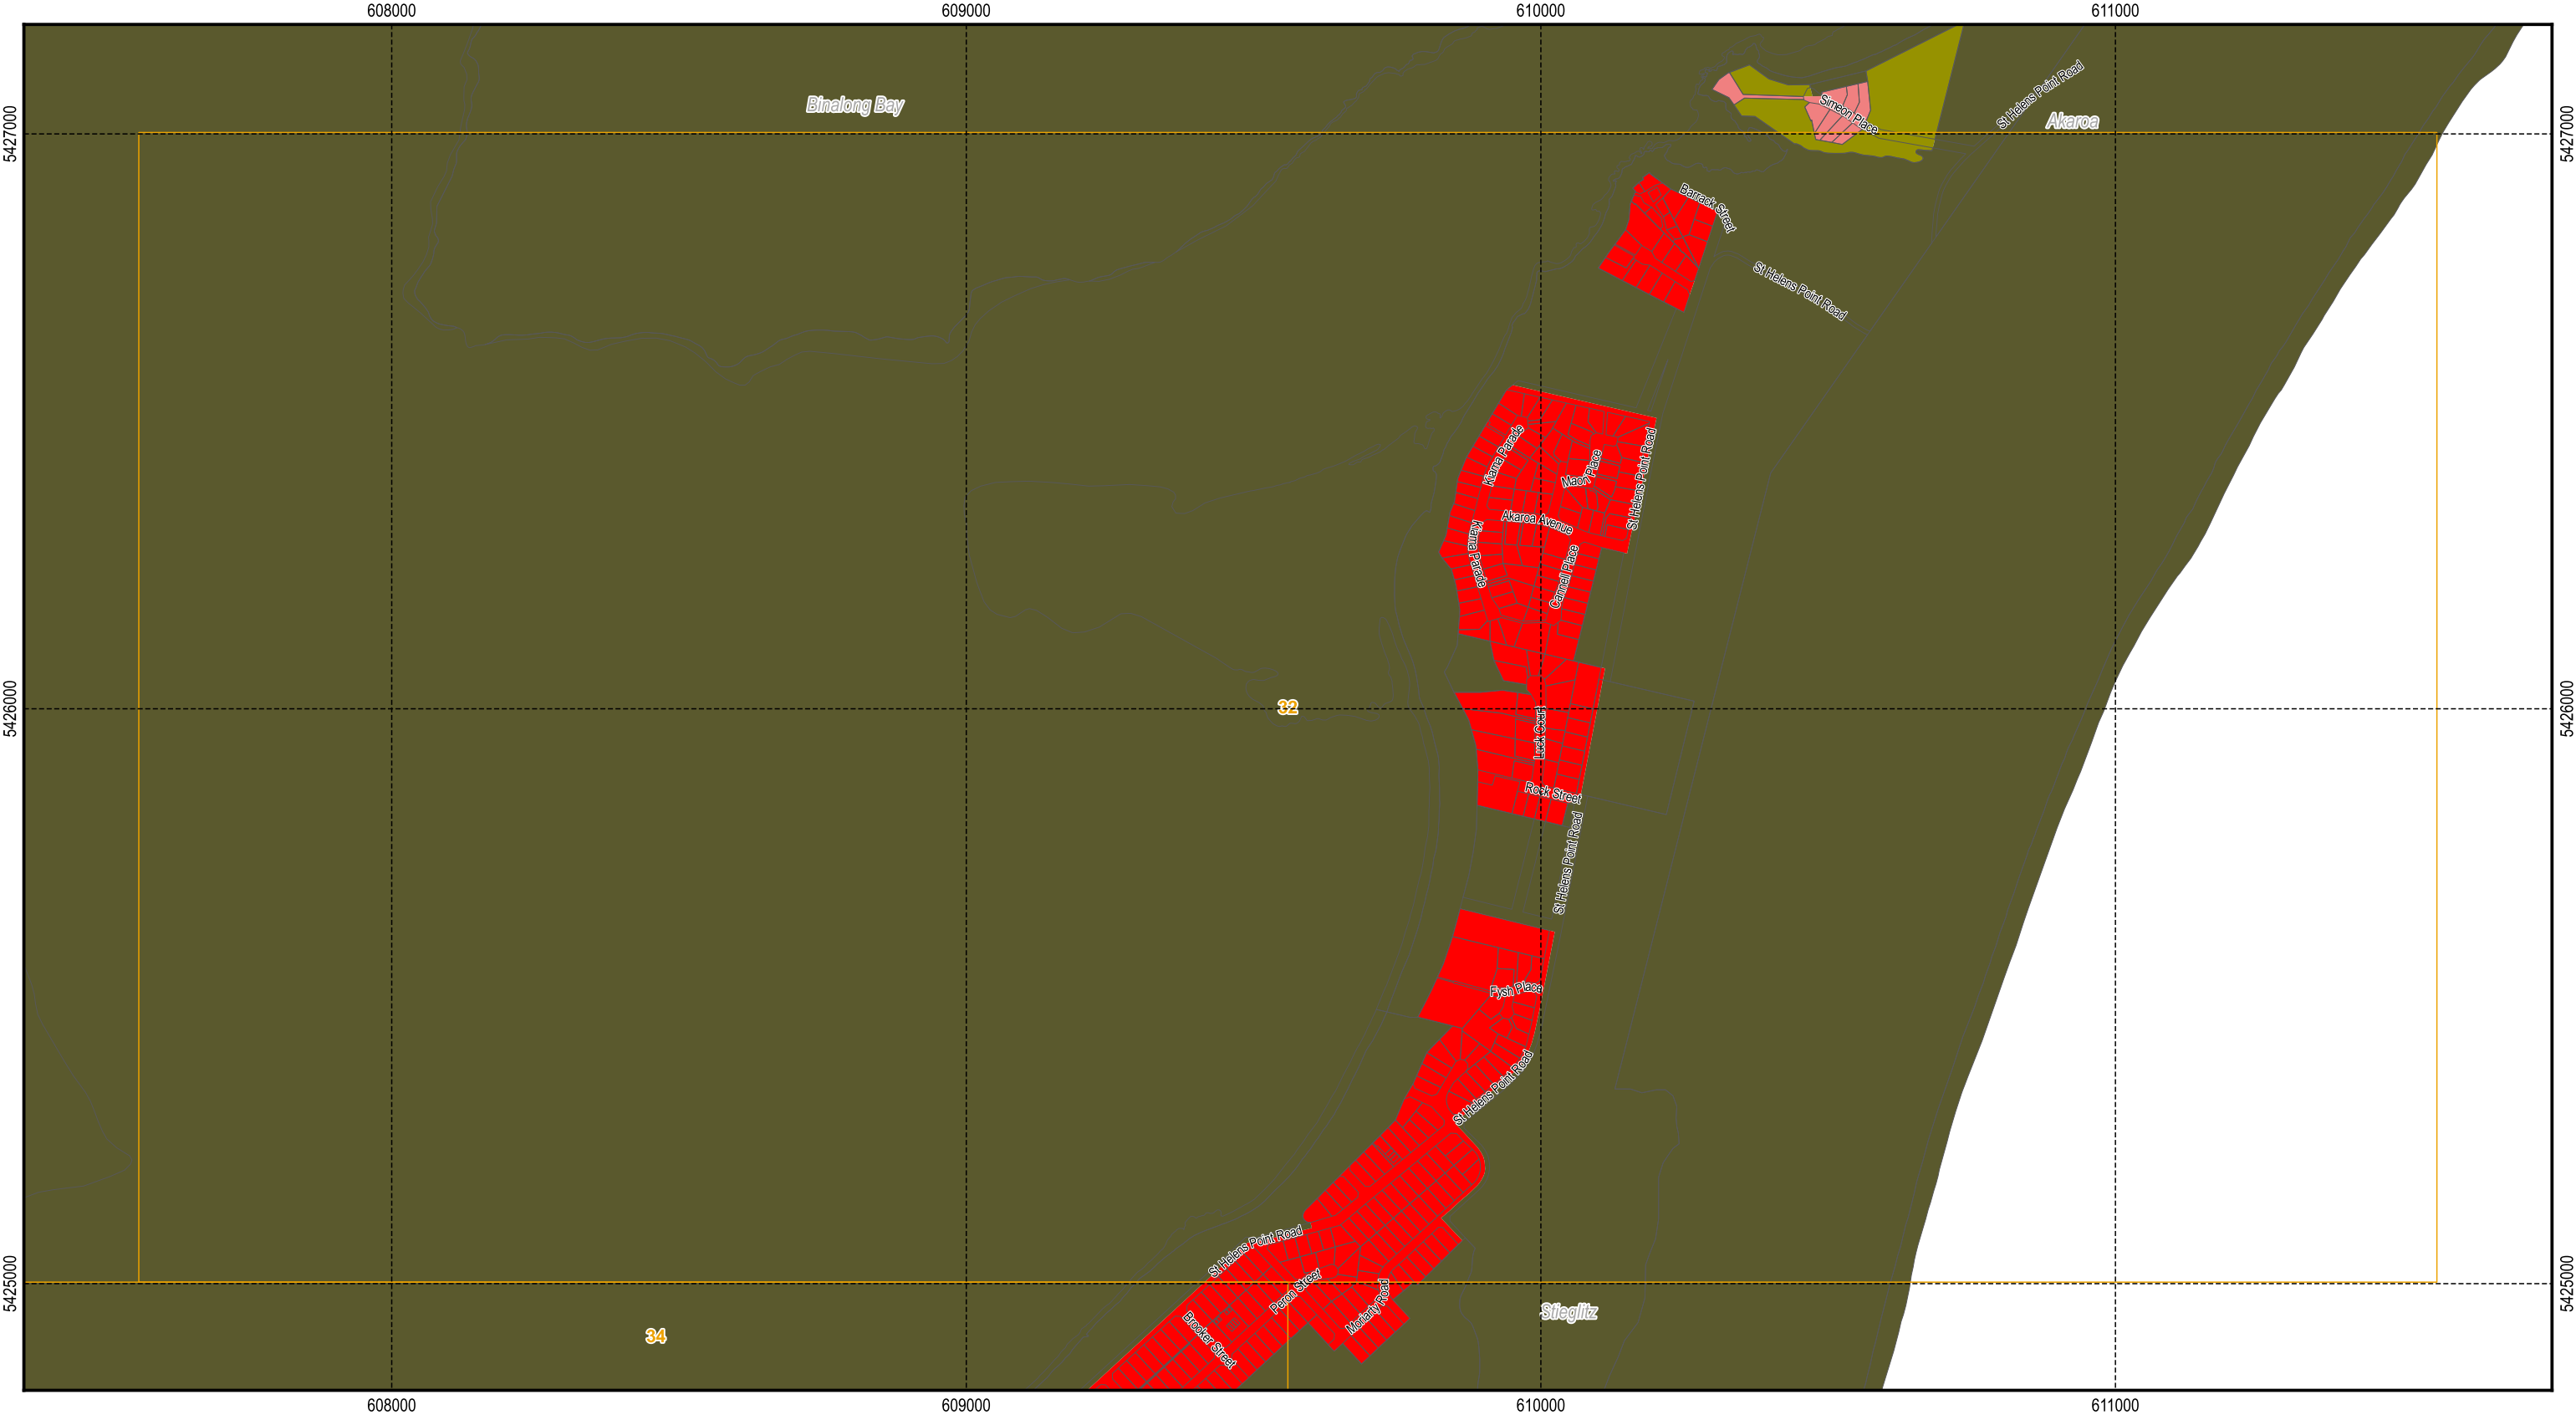 608000
609000
610000
611000
St Helens Point Road
Binalong Bay
Simeon Place
Akaroa
5427000
5427000
Barrack Street
St Helens Point Road
Kiama Parade
Maori Place
St Helens Point Road
Akaroa Avenue
Kiama Parade
Cannell Place
5426000
32
5426000
Rock Street
St Helens Point Road
Fysh Place
St Helens Point Road
St Helens Point Road
5425000
5425000
Peron Street
Moriarty Road
Stieglitz
Brooker Street
34
608000
609000
610000
611000